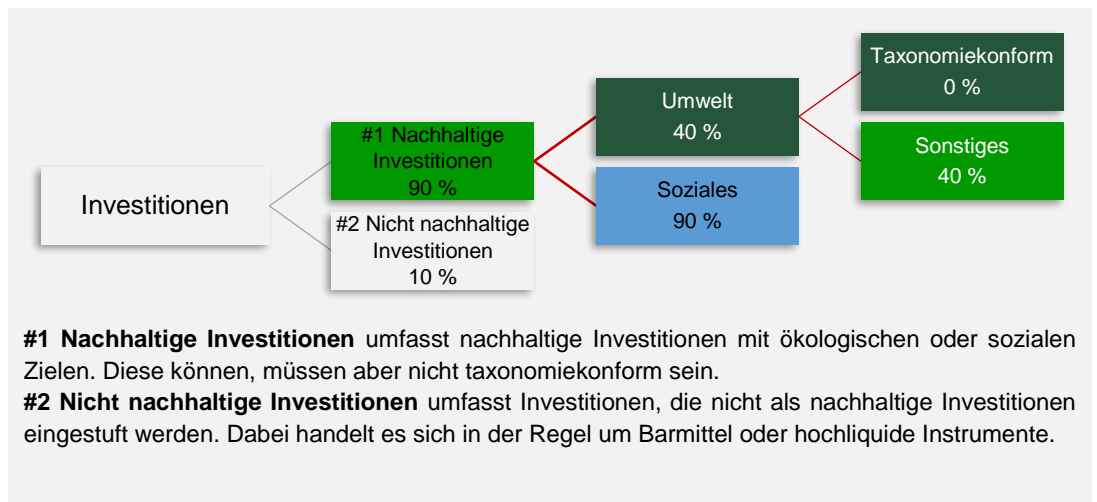 Investitionen
#1 Nachhaltige
Investitionen
90 %
#2 Nicht nachhaltige
Investitionen
10 %
Umwelt
40 %
Soziales
90 %
Taxonomiekonform
0 %
Sonstiges
40 %
#1 Nachhaltige Investitionen umfasst nachhaltige Investitionen mit ökologischen oder sozialen
Zielen. Diese können, müssen aber nicht taxonomiekonform sein.
#2 Nicht nachhaltige Investitionen umfasst Investitionen, die nicht als nachhaltige Investitionen
eingestuft werden. Dabei handelt es sich in der Regel um Barmittel oder hochliquide Instrumente.